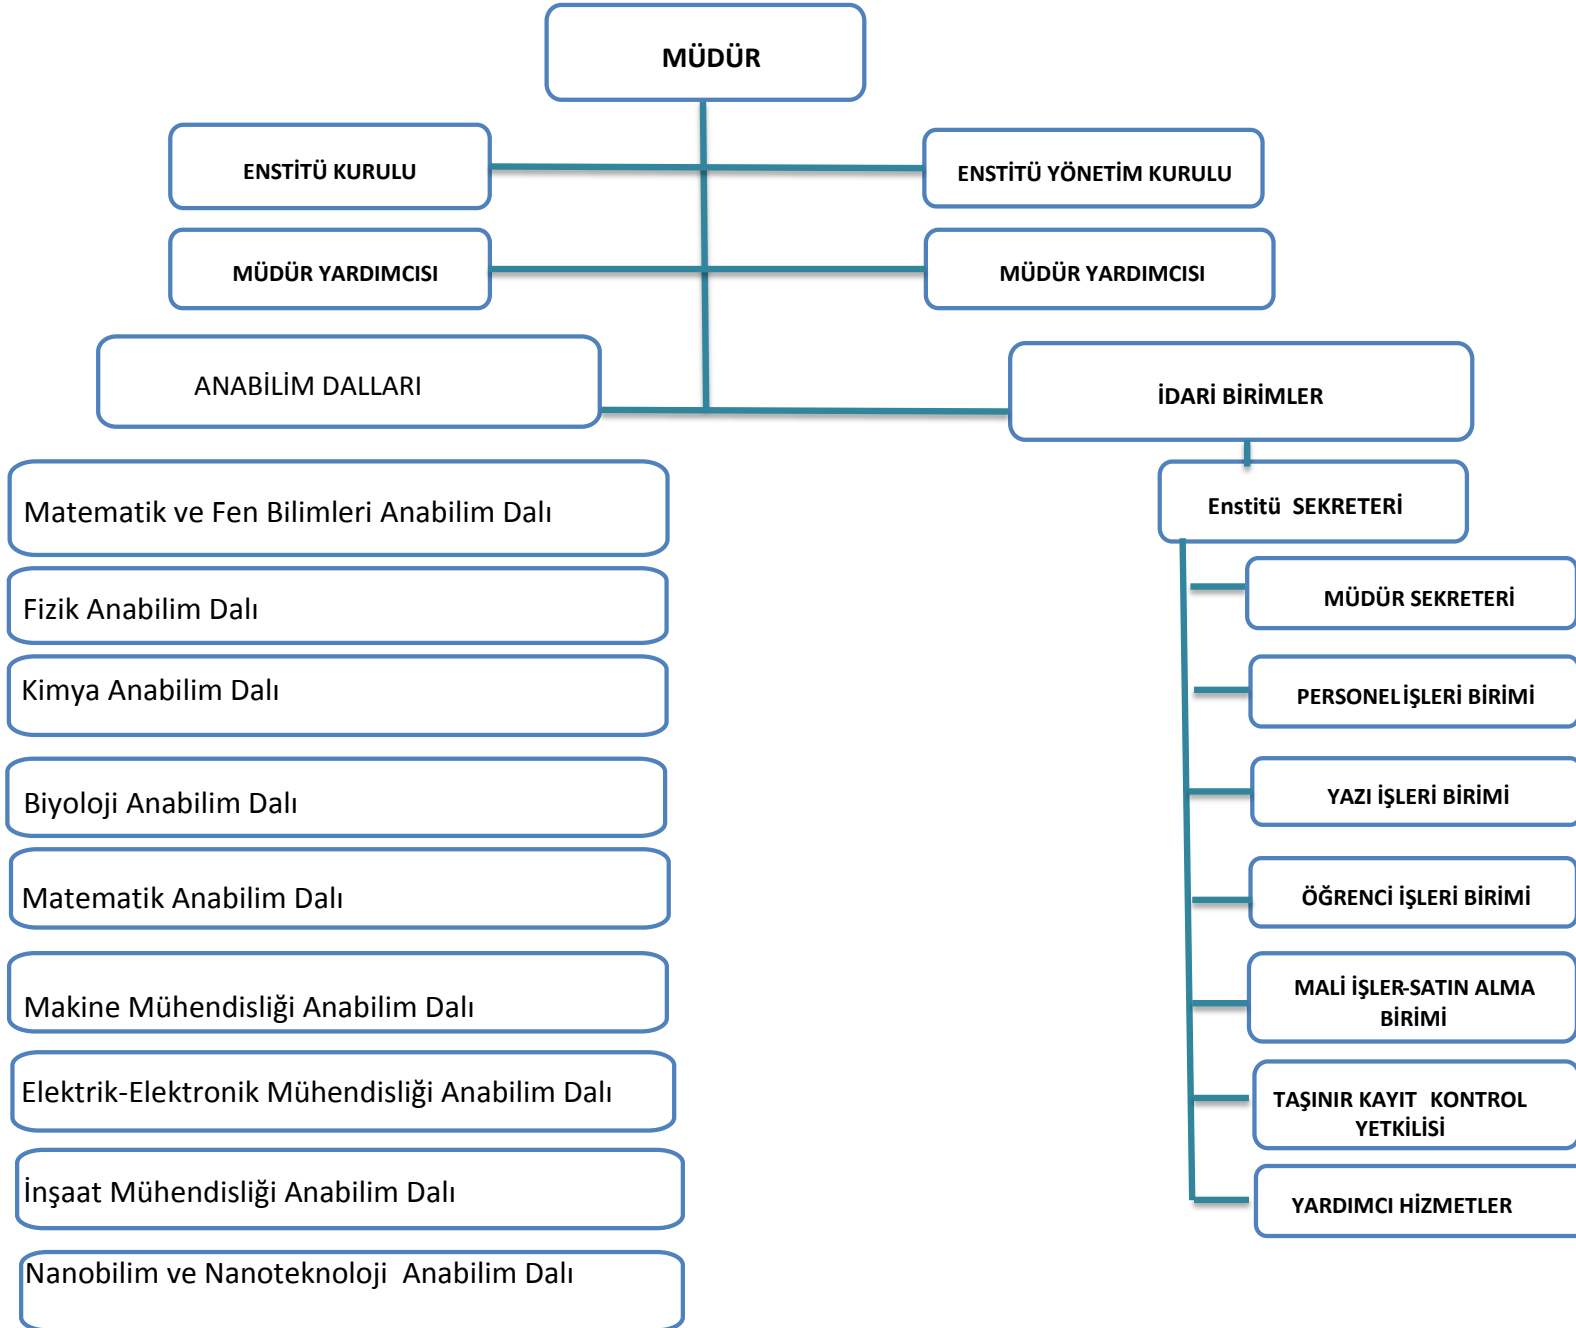 MÜDÜR
ENSTİTÜ KURULU
ENSTİTÜ YÖNETİM KURULU
MÜDÜR YARDIMCISI
MÜDÜR YARDIMCISI
ANABİLİM DALLARI
İDARİ BİRİMLER
Matematik ve Fen Bilimleri Anabilim Dalı
Fizik Anabilim Dalı
Kimya Anabilim Dalı
Biyoloji Anabilim Dalı
Matematik Anabilim Dalı
Makine Mühendisliği Anabilim Dalı
Elektrik-Elektronik Mühendisliği Anabilim Dalı
İnşaat Mühendisliği Anabilim Dalı
Nanobilim ve Nanoteknoloji Anabilim Dalı
Enstitü SEKRETERİ
MÜDÜR SEKRETERİ
PERSONEL İŞLERİ BİRİMİ
YAZI İŞLERİ BİRİMİ
ÖĞRENCİ İŞLERİ BİRİMİ
MALİ İŞLER-SATIN ALMA
BİRİMİ
TAŞINIR KAYIT KONTROL
YETKİLİSİ
YARDIMCI HİZMETLER